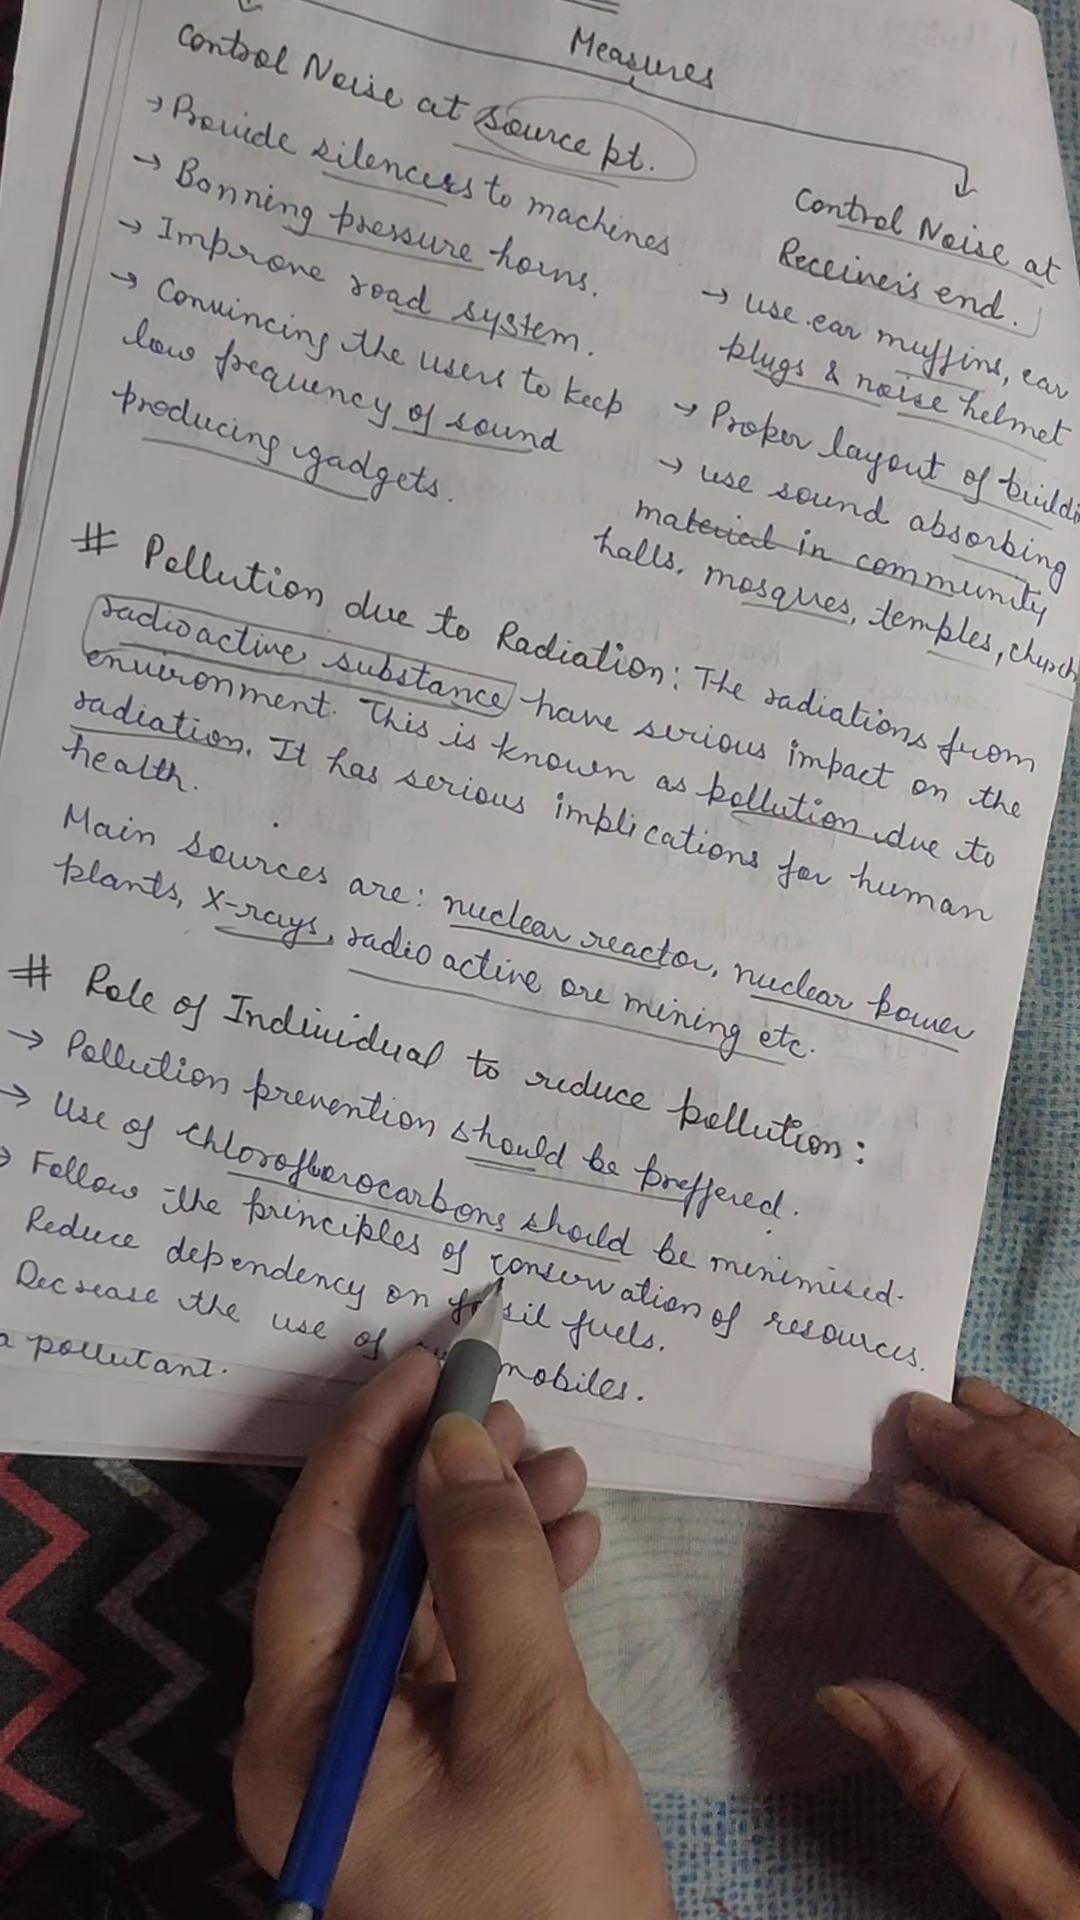 Measures
Control Noise at source pt.
→ Provide silencers to machines
→ Banning pressure horns.
→ Improve road system.
→ Convincing the users to keep
low frequency of sound
producing gadgets.
Control Noise at
Receiver's end.
→ use ear muffins, ear
plugs & noise helmet
→ Proper layout of buildi
→ use sound absorbing
material in community
halls, mosques, temples, church
# Pollution due to Radiation: The radiations from
radioactive substance have serious impact on the
environment. This is known as pollution due to
radiation. It has serious implications for human
health.
Main sources are: nuclear reactor, nuclear power
plants, X-rays, radio active ore mining etc.
# Role of Individual to reduce pollution:
→ Pollution prevention should be preffered.
→ Use of Chlorofluorocarbons should be minimised.
→ Follow the principles of conservation of resources.
Reduce dependency on fossil fuels.
Decrease the use of mobiles.
a pollutant.